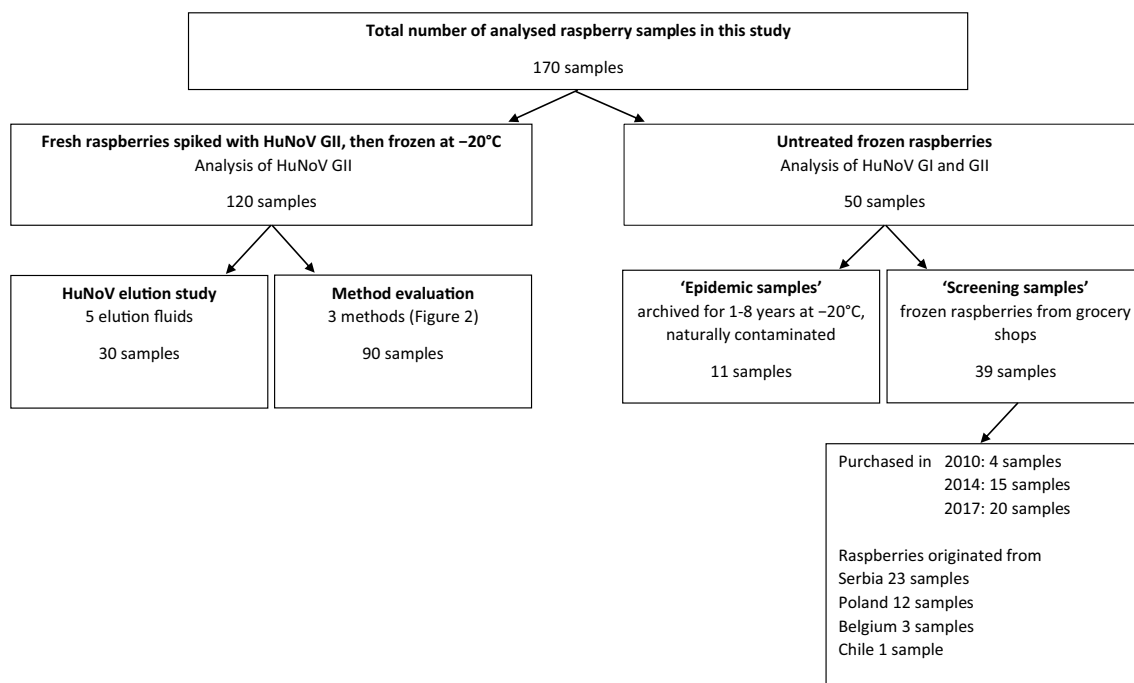 Total number of analysed raspberry samples in this study
170 samples
Fresh raspberries spiked with HuNoV GII, then frozen at −20°C
Analysis of HuNoV GII
120 samples
Untreated frozen raspberries
Analysis of HuNoV GI and GII
50 samples
HuNoV elution study
5 elution fluids
30 samples
Method evaluation
3 methods (Figure 2)
90 samples
‘Epidemic samples’
archived for 1-8 years at −20°C,
naturally contaminated
11 samples
‘Screening samples’
frozen raspberries from grocery
shops
39 samples
Purchased in 2010: 4 samples
2014: 15 samples
2017: 20 samples
Raspberries originated from
Serbia 23 samples
Poland 12 samples
Belgium 3 samples
Chile 1 sample